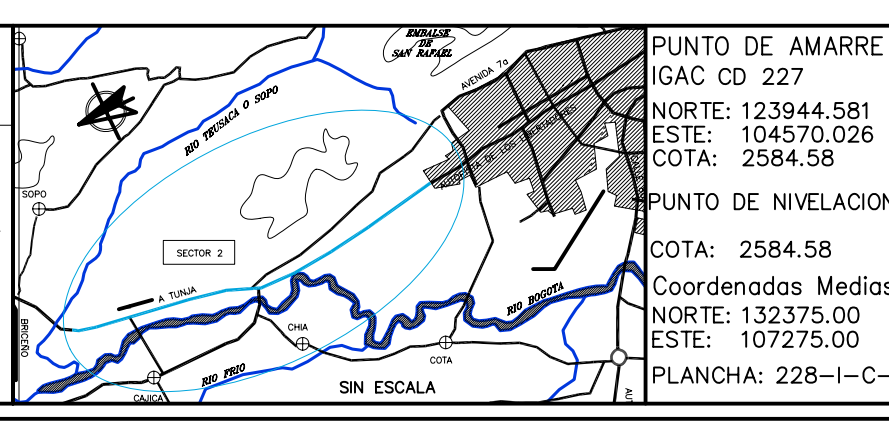 EMBALSE
DE
SAN RAFAEL
AVENIDA 7a
RIO TEUSACA O SOPO
AUTOPISTA DE LOS LIBERTADORES
SOPO
SECTOR 2
A TUNJA
RIO BOGOTA
BRICEÑO
CHIA
COTA
RIO FRIO
CAJICA
SIN ESCALA
PUNTO DE AMARRE
IGAC CD 227
NORTE: 123944.581
ESTE: 104570.026
COTA: 2584.58
PUNTO DE NIVELACION
COTA: 2584.58
Coordenadas Medias
NORTE: 132375.00
ESTE: 107275.00
PLANCHA: 228-I-C-